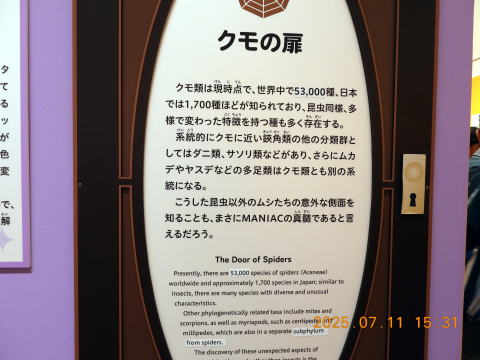 クモの扉
クモ類は現時点で、世界中で53,000種、日本
では1,700種ほどが知られており、昆虫同様、多
様で変わった特徴を持つ種も多く存在する。
系統的にクモに近い鋏角類の他の分類群と
してはダニ類、サソリ類などがあり、さらにムカ
デやヤスデなどの多足類はクモ類とも別の系
統になる。
こうした昆虫以外のムシたちの意外な側面を
知ることも、まさにMANIACの真髄であると言
えるだろう。
The Door of Spiders
Presently, there are 53,000 species of spiders (Araneae)
worldwide and approximately 1,700 species in Japan; similar to
insects, there are many species with diverse and unusual
characteristics.
Other phylogenetically related taxa include mites and
scorpions, as well as myriapods, such as centipedes and
millipedes, which are also in a separate subphylum
from spiders.
The discovery of these unexpected aspects of
2025.07.11 15:31